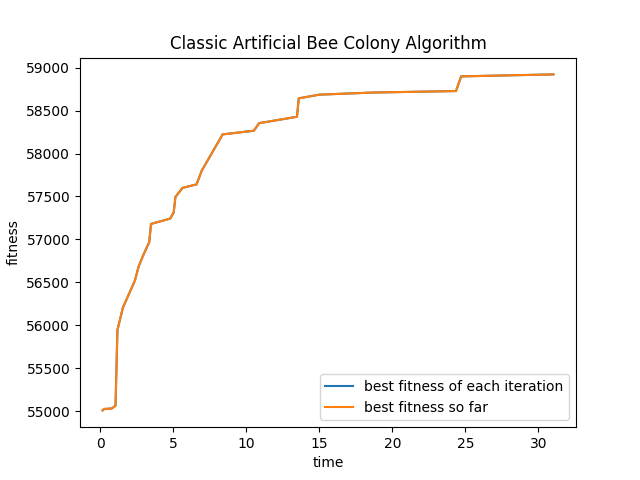 Classic Artificial Bee Colony Algorithm
59000
58500
58000
57500
57000
56500
56000
55500
55000
fitness
0 5 10 15 20 25 30
time
best fitness of each iteration
best fitness so far